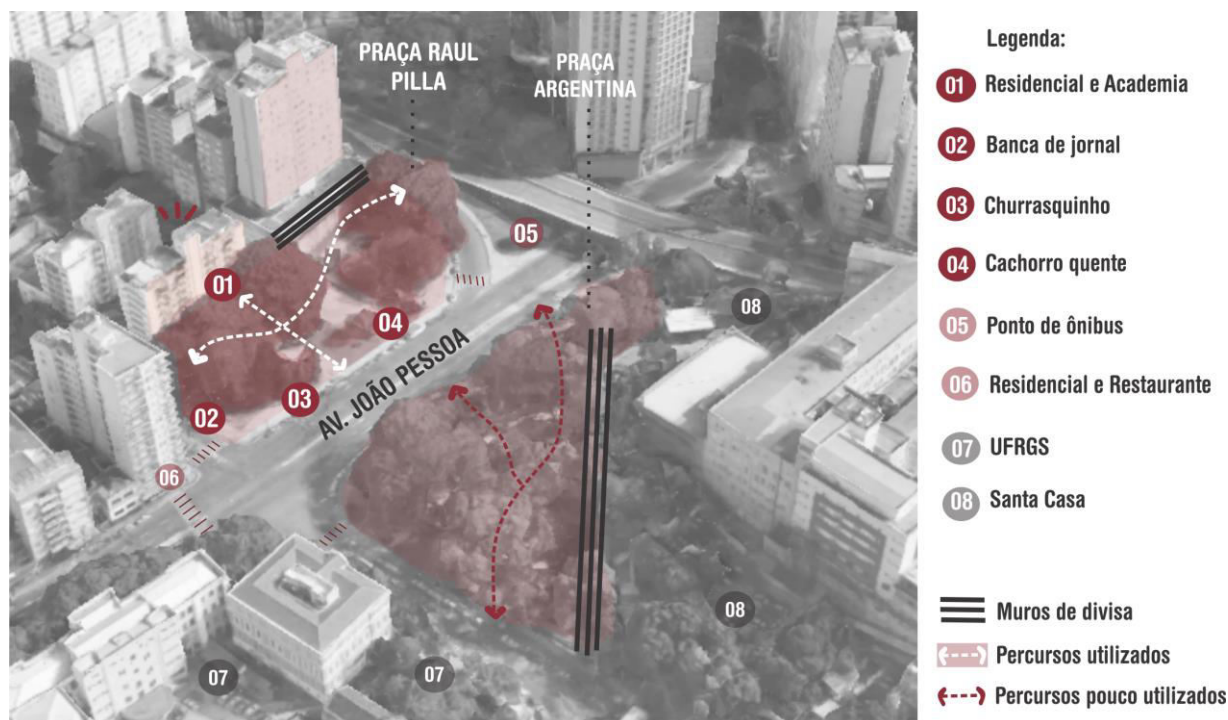 PRAÇA RAUL
PILLA
PRAÇA
ARGENTINA
01
02
03
04
05
06
07
07
08
08
AV. JOÃO PESSOA
Legenda:
01 Residencial e Academia
02 Banca de jornal
03 Churrasquinho
04 Cachorro quente
05 Ponto de ônibus
06 Residencial e Restaurante
07 UFRGS
08 Santa Casa
Muros de divisa
Percursos utilizados
Percursos pouco utilizados